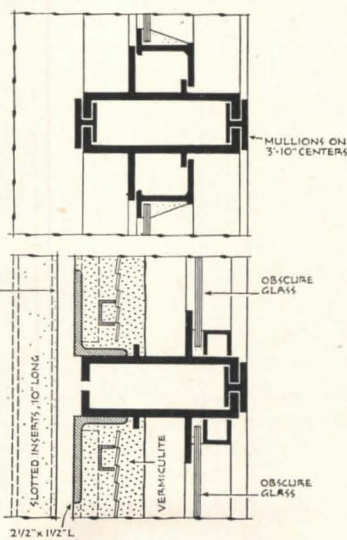 MULLIONS ON
3'-10" CENTERS
OBSCURE
GLASS
SLOTTED INSERTS, 10" LONG
VERMICULITE
OBSCURE
GLASS
2 1/2" x 1 1/2" L